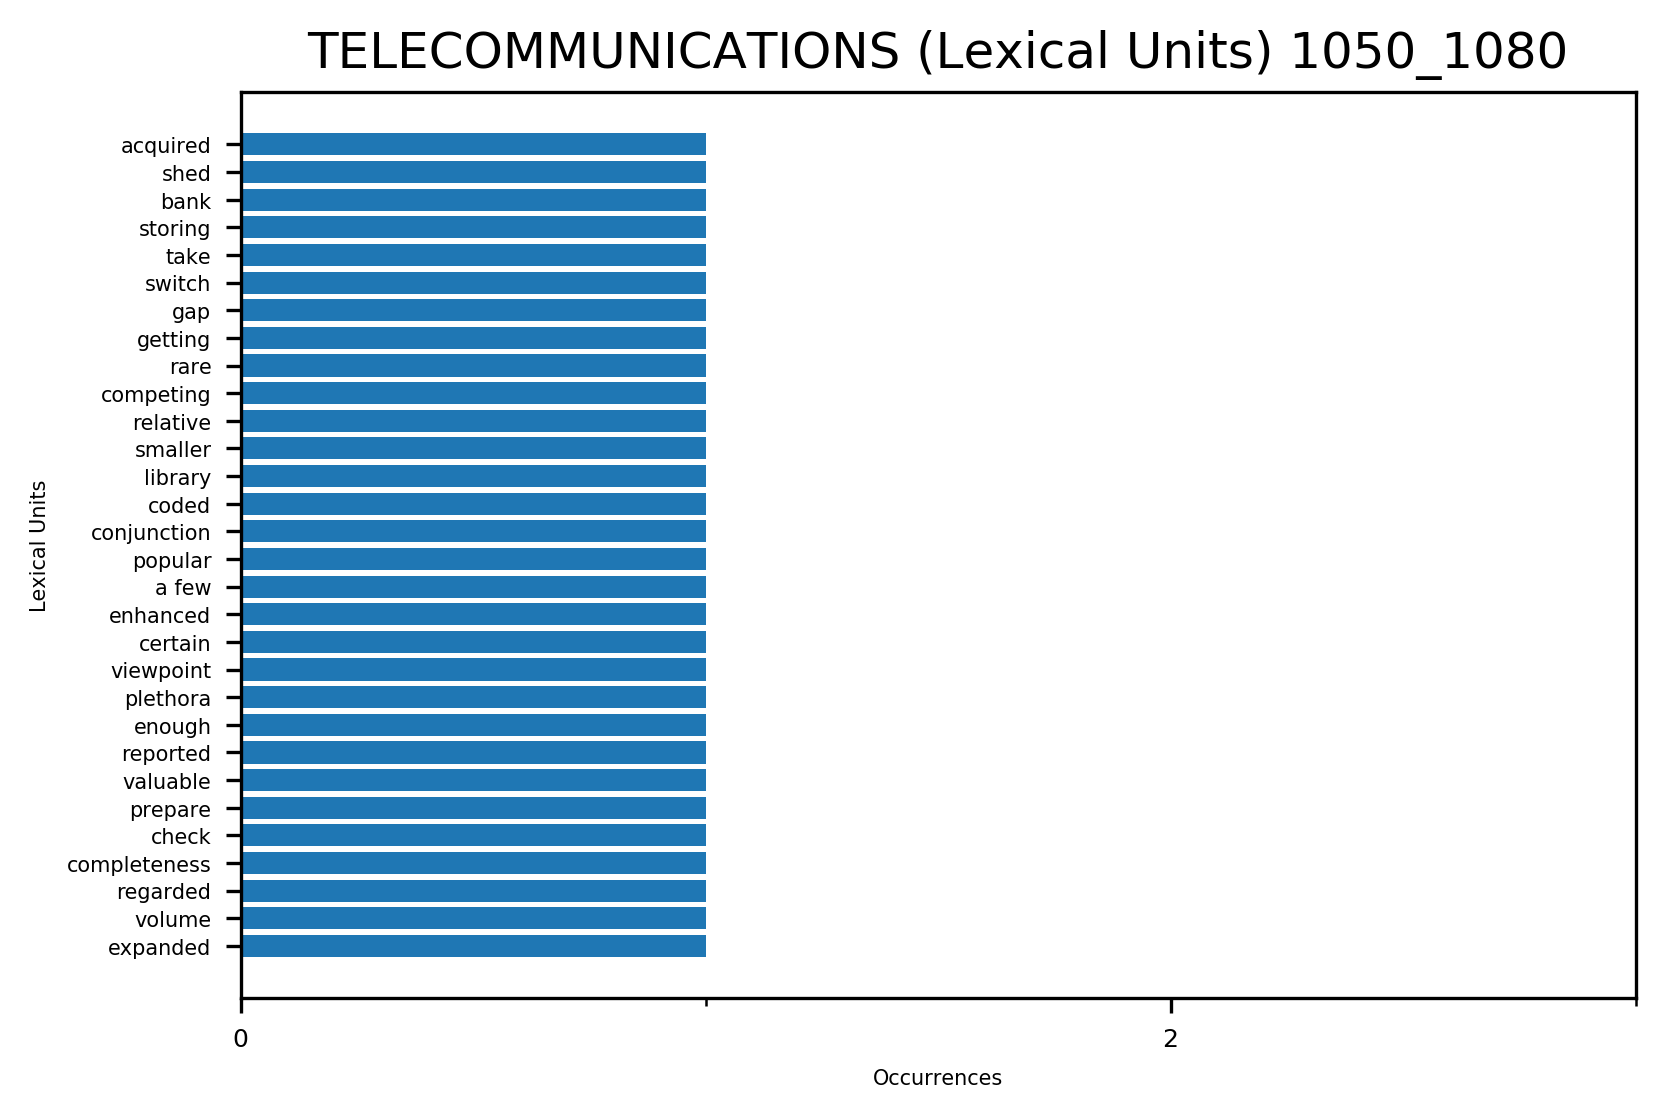 TELECOMMUNICATIONS (Lexical Units) 1050_1080
acquired
shed
bank
storing
take
switch
gap
getting
rare
competing
relative
smaller
library
coded
conjunction
popular
a few
enhanced
certain
viewpoint
plethora
enough
reported
valuable
prepare
check
completeness
regarded
volume
expanded
Lexical Units
0
2
Occurrences